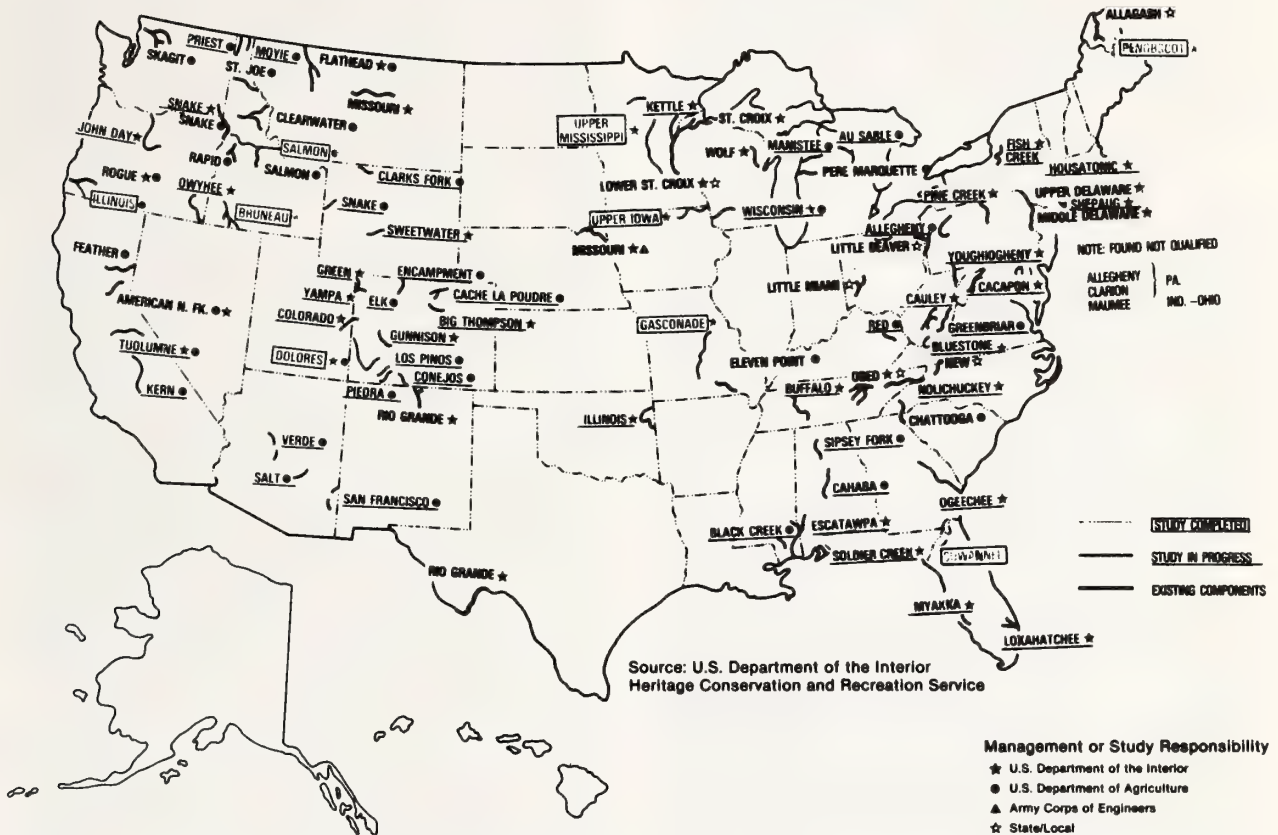 ALLAGASH ☆
PENOBSCOT ▲
PRIEST ●
MOYIE ●
SKAGIT ●
FLATHEAD ★●
ST. JOE ●
MISSOURI ★
SNAKE ★
SNAKE ●
CLEARWATER ●
JOHN DAY ★
SALMON ●
RAPID ●
SALMON ●
CLARKS FORK ●
ROGUE ★●
OWYHEE ★
ILLINOIS ●
BRUNEAU
SNAKE ●
SWEETWATER ★
FEATHER ●
GREEN ★
ENCAMPMENT ●
YAMPA ★
ELK ●
CACHE LA POUDRE ●
AMERICAN N. FK. ●★
COLORADO ★
BIG THOMPSON ★
GUNNISON ★
TUOLUMNE ★●
DOLORES ★●
LOS PINOS ●
CONEJOS ●
KERN ●
PIEDRA ●
RIO GRANDE ★
VERDE ●
SALT ●
SAN FRANCISCO ●
RIO GRANDE ★
KETTLE ★
UPPER
MISSISSIPPI ★
ST. CROIX ★
AU SABLE ●
WOLF ★
MANISTEE ●
PERE MARQUETTE ●
LOWER ST. CROIX ★☆
UPPER IOWA ★
WISCONSIN ★●
MISSOURI ★▲
FISH ★
CREEK
HOUSATONIC ★
PINE CREEK ★
UPPER DELAWARE ★
SHEPAUG ★
MIDDLE DELAWARE ★
ALLEGHENY ●
LITTLE BEAVER ☆
YOUGHIOGHENY ★
NOTE: FOUND NOT QUALIFIED
ALLEGHENY
CLARION
PA.
MAUMEE
IND. -OHIO
LITTLE MIAMI ☆
CAULEY ★
CACAPON ★
GASCONADE ★
RED ●
GREENBRIAR ●
BLUESTONE ★
ELEVEN POINT ●
OBED ★☆
NEW ☆
BUFFALO ★
NOLICHUCKEY ★
ILLINOIS ★
CHATTOOGA ●
SIPSEY FORK ●
CAHABA ●
OGEECHEE ★
BLACK CREEK ●
ESCATAWPA ★
SOLDIER CREEK ★
SUWANNEE
MYAKKA ★
LOXAHATCHEE ★
STUDY COMPLETED
STUDY IN PROGRESS
EXISTING COMPONENTS
Source: U.S. Department of the Interior
Heritage Conservation and Recreation Service
Management or Study Responsibility
★ U.S. Department of the Interior
● U.S. Department of Agriculture
▲ Army Corps of Engineers
☆ State/Local